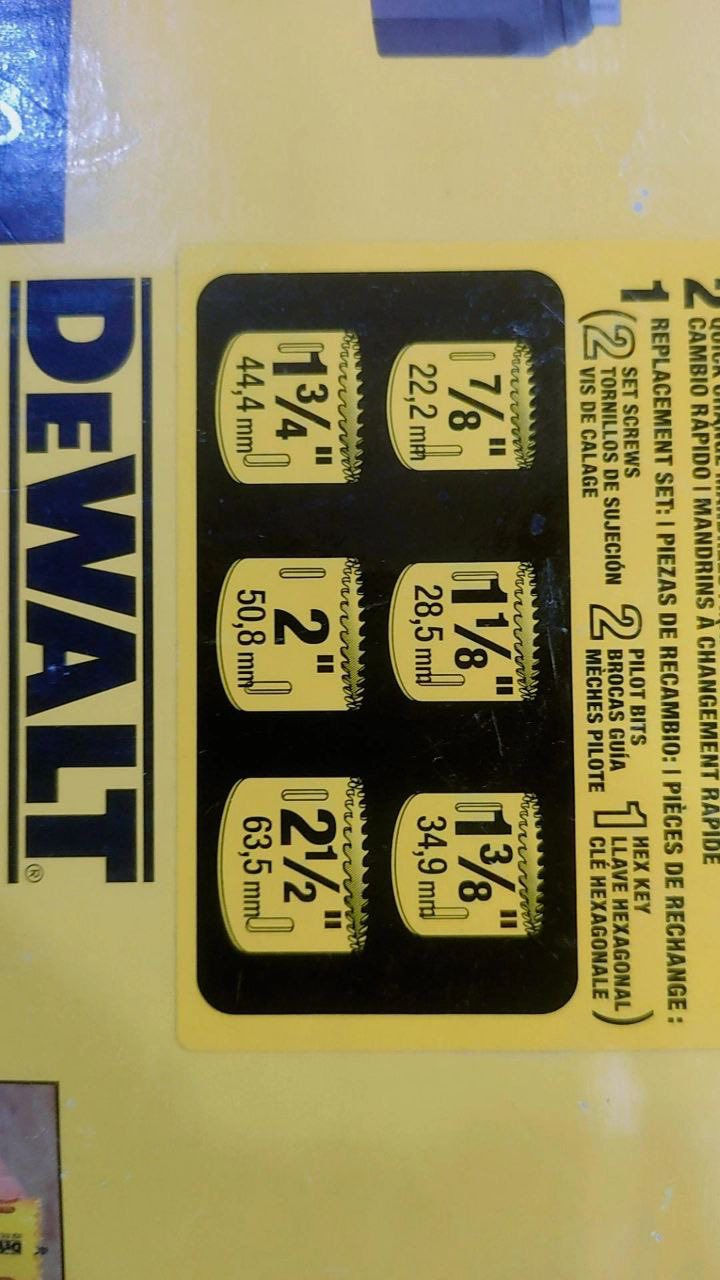 2 QUICK
CAMBIO RÁPIDO | MANDRINS À CHANGEMENT RAPIDE
1 REPLACEMENT SET: | PIEZAS DE RECAMBIO: | PIÈCES DE RECHANGE :
(2 SET SCREWS
TORNILLOS DE SUJECIÓN
VIS DE CALAGE
2 PILOT BITS
BROCAS GUÍA
MÈCHES PILOTE
1 HEX KEY
LLAVE HEXAGONAL
CLÉ HEXAGONALE)
7/8"
22,2 mm
1 1/8"
28,5 mm
1 3/8"
34,9 mm
1 3/4"
44,4 mm
2"
50,8 mm
2 1/2"
63,5 mm
DEWALT®